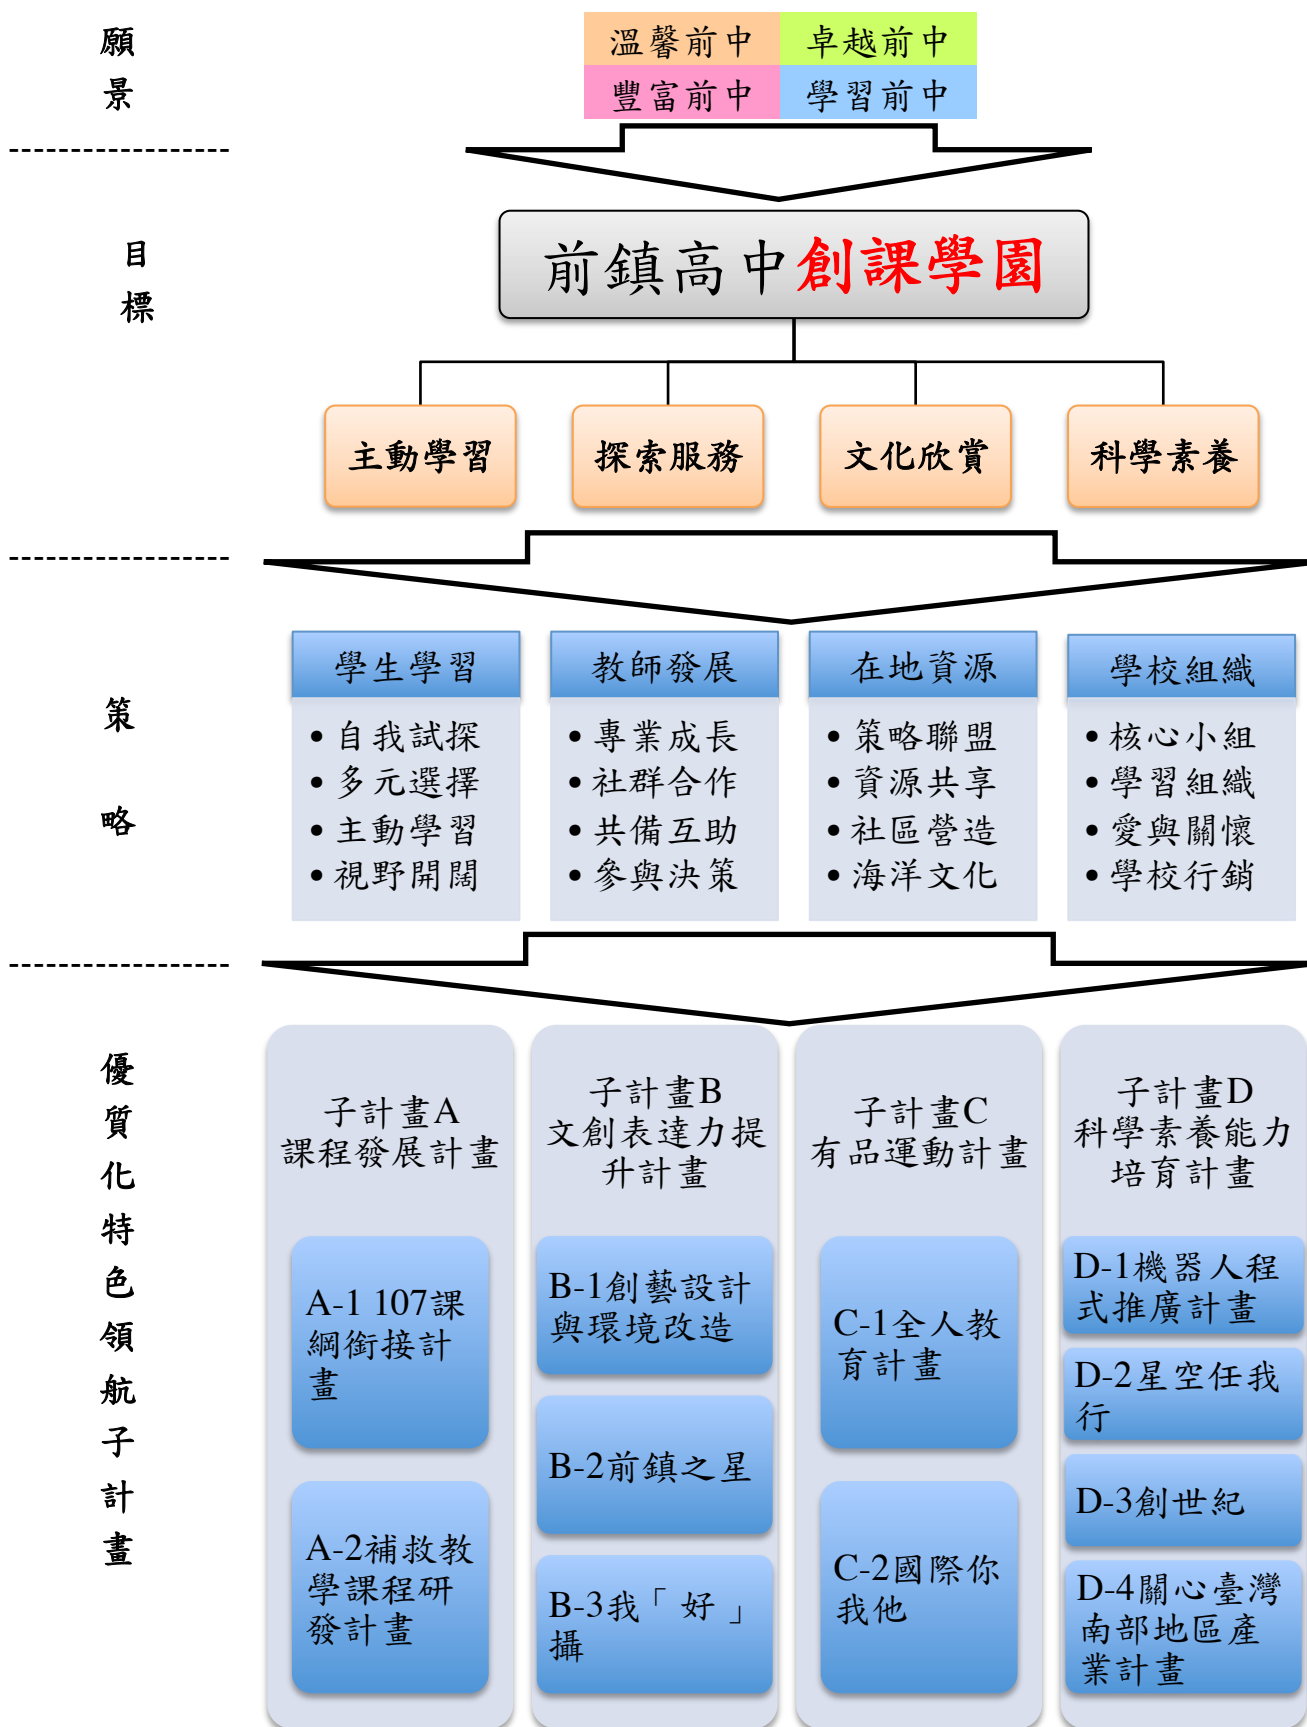 願
景
溫馨前中 卓越前中
豐富前中 學習前中
目
標
前鎮高中創課學園
主動學習 探索服務 文化欣賞 科學素養
策
略
學生學習
• 自我試探
• 多元選擇
• 主動學習
• 視野開闊
教師發展
• 專業成長
• 社群合作
• 共備互助
• 參與決策
在地資源
• 策略聯盟
• 資源共享
• 社區營造
• 海洋文化
學校組織
• 核心小組
• 學習組織
• 愛與關懷
• 學校行銷
優
質
化
特
色
領
航
子
計
畫
子計畫A
課程發展計畫
A-1 107課
綱銜接計
畫
A-2補救教
學課程研
發計畫
子計畫B
文創表達力提
升計畫
B-1創藝設計
與環境改造
B-2前鎮之星
B-3我「 好 」
攝
子計畫C
有品運動計畫
C-1全人教
育計畫
C-2國際你
我他
子計畫D
科學素養能力
培育計畫
D-1機器人程
式推廣計畫
D-2星空任我
行
D-3創世紀
D-4關心臺灣
南部地區產
業計畫